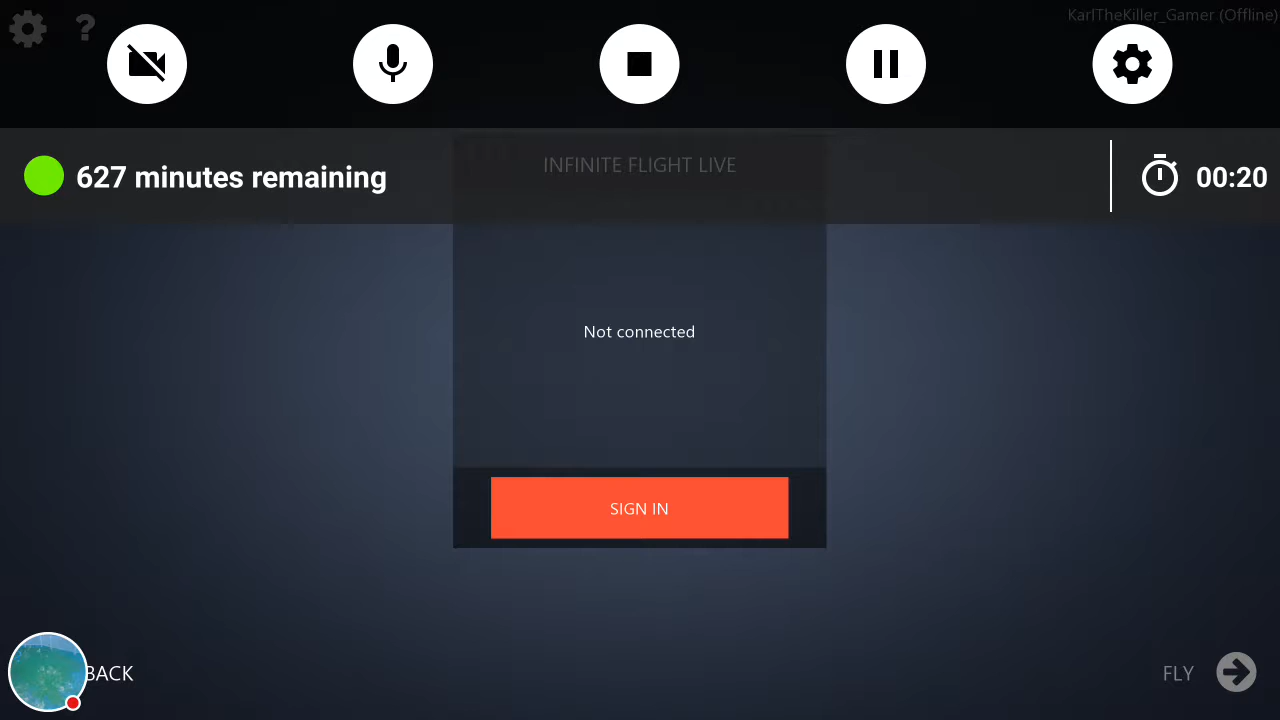 KarlTheKiller_Gamer (Offline)
627 minutes remaining
00:20
INFINITE FLIGHT LIVE
Not connected
SIGN IN
BACK
FLY